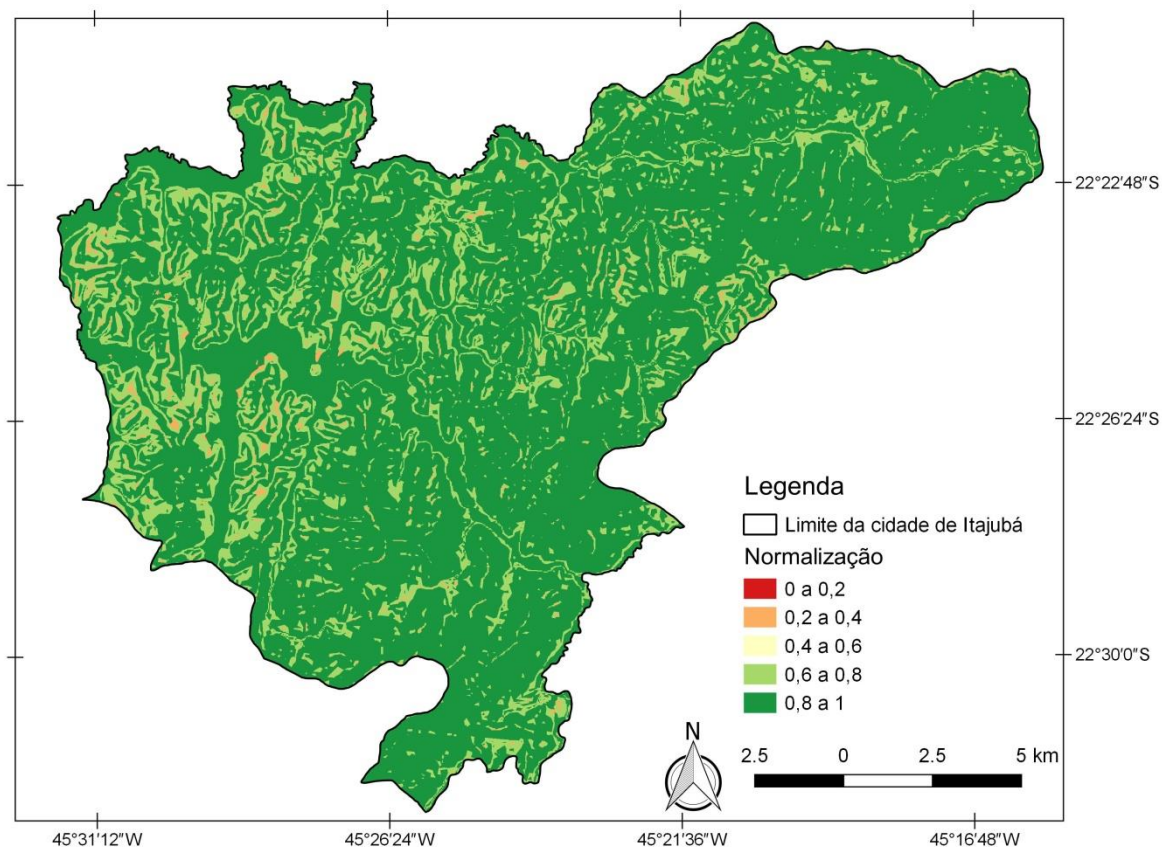 22°22′48″S
22°26′24″S
Legenda
Limite da cidade de Itajubá
Normalização
0 a 0,2
0,2 a 0,4
0,4 a 0,6
0,6 a 0,8
0,8 a 1
22°30′0″S
N
2.5 0 2.5 5 km
45°31′12″W 45°26′24″W 45°21′36″W 45°16′48″W